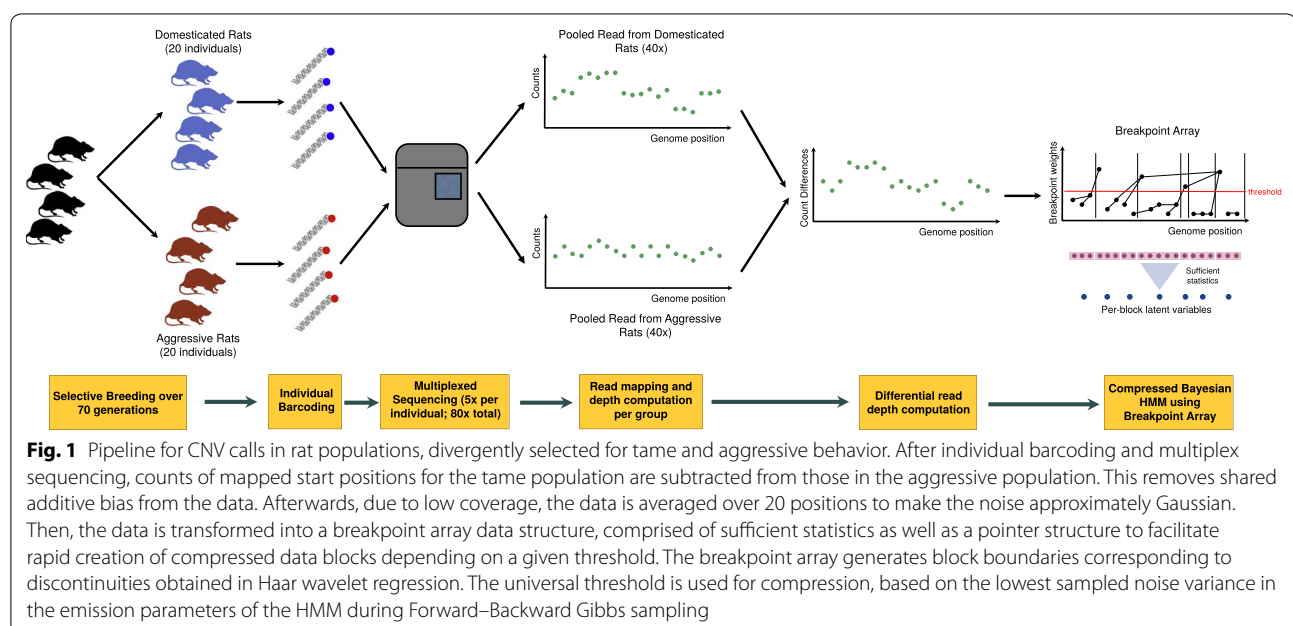 Domesticated Rats
(20 individuals)
Pooled Read from Domesticated
Rats (40x)
Counts
Genome position
Breakpoint Array
Count Differences
Genome position
Breakpoint weights
threshold
Genome position
Counts
Genome position
Sufficient
statistics
Per-block latent variables
Pooled Read from Aggressive
Rats (40x)
Aggressive Rats
(20 individuals)
Selective Breeding over
70 generations
Individual
Barcoding
Multiplexed
Sequencing (5x per
individual; 80x total)
Read mapping and
depth computation
per group
Differential read
depth computation
Compressed Bayesian
HMM using
Breakpoint Array
Fig. 1 Pipeline for CNV calls in rat populations, divergently selected for tame and aggressive behavior. After individual barcoding and multiplex
sequencing, counts of mapped start positions for the tame population are subtracted from those in the aggressive population. This removes shared
additive bias from the data. Afterwards, due to low coverage, the data is averaged over 20 positions to make the noise approximately Gaussian.
Then, the data is transformed into a breakpoint array data structure, comprised of sufficient statistics as well as a pointer structure to facilitate
rapid creation of compressed data blocks depending on a given threshold. The breakpoint array generates block boundaries corresponding to
discontinuities obtained in Haar wavelet regression. The universal threshold is used for compression, based on the lowest sampled noise variance in
the emission parameters of the HMM during Forward–Backward Gibbs sampling